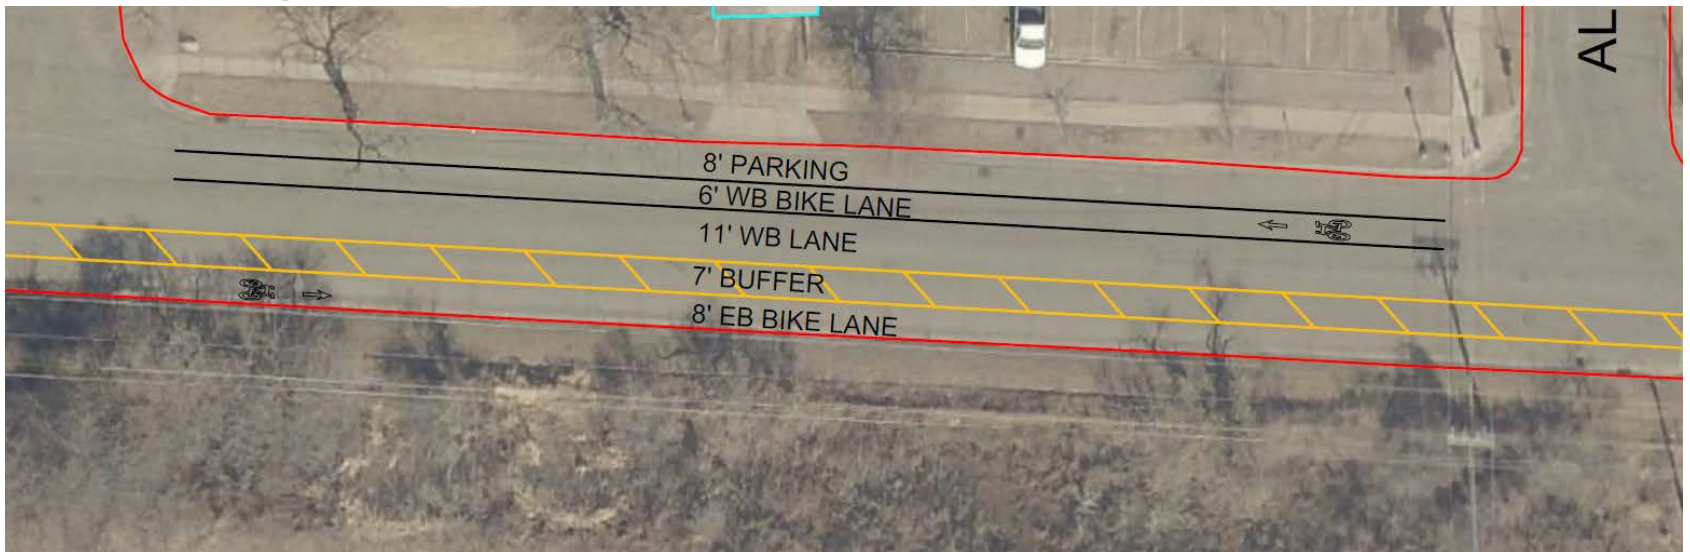 AL
8' PARKING
6' WB BIKE LANE
11' WB LANE
7' BUFFER
8' EB BIKE LANE